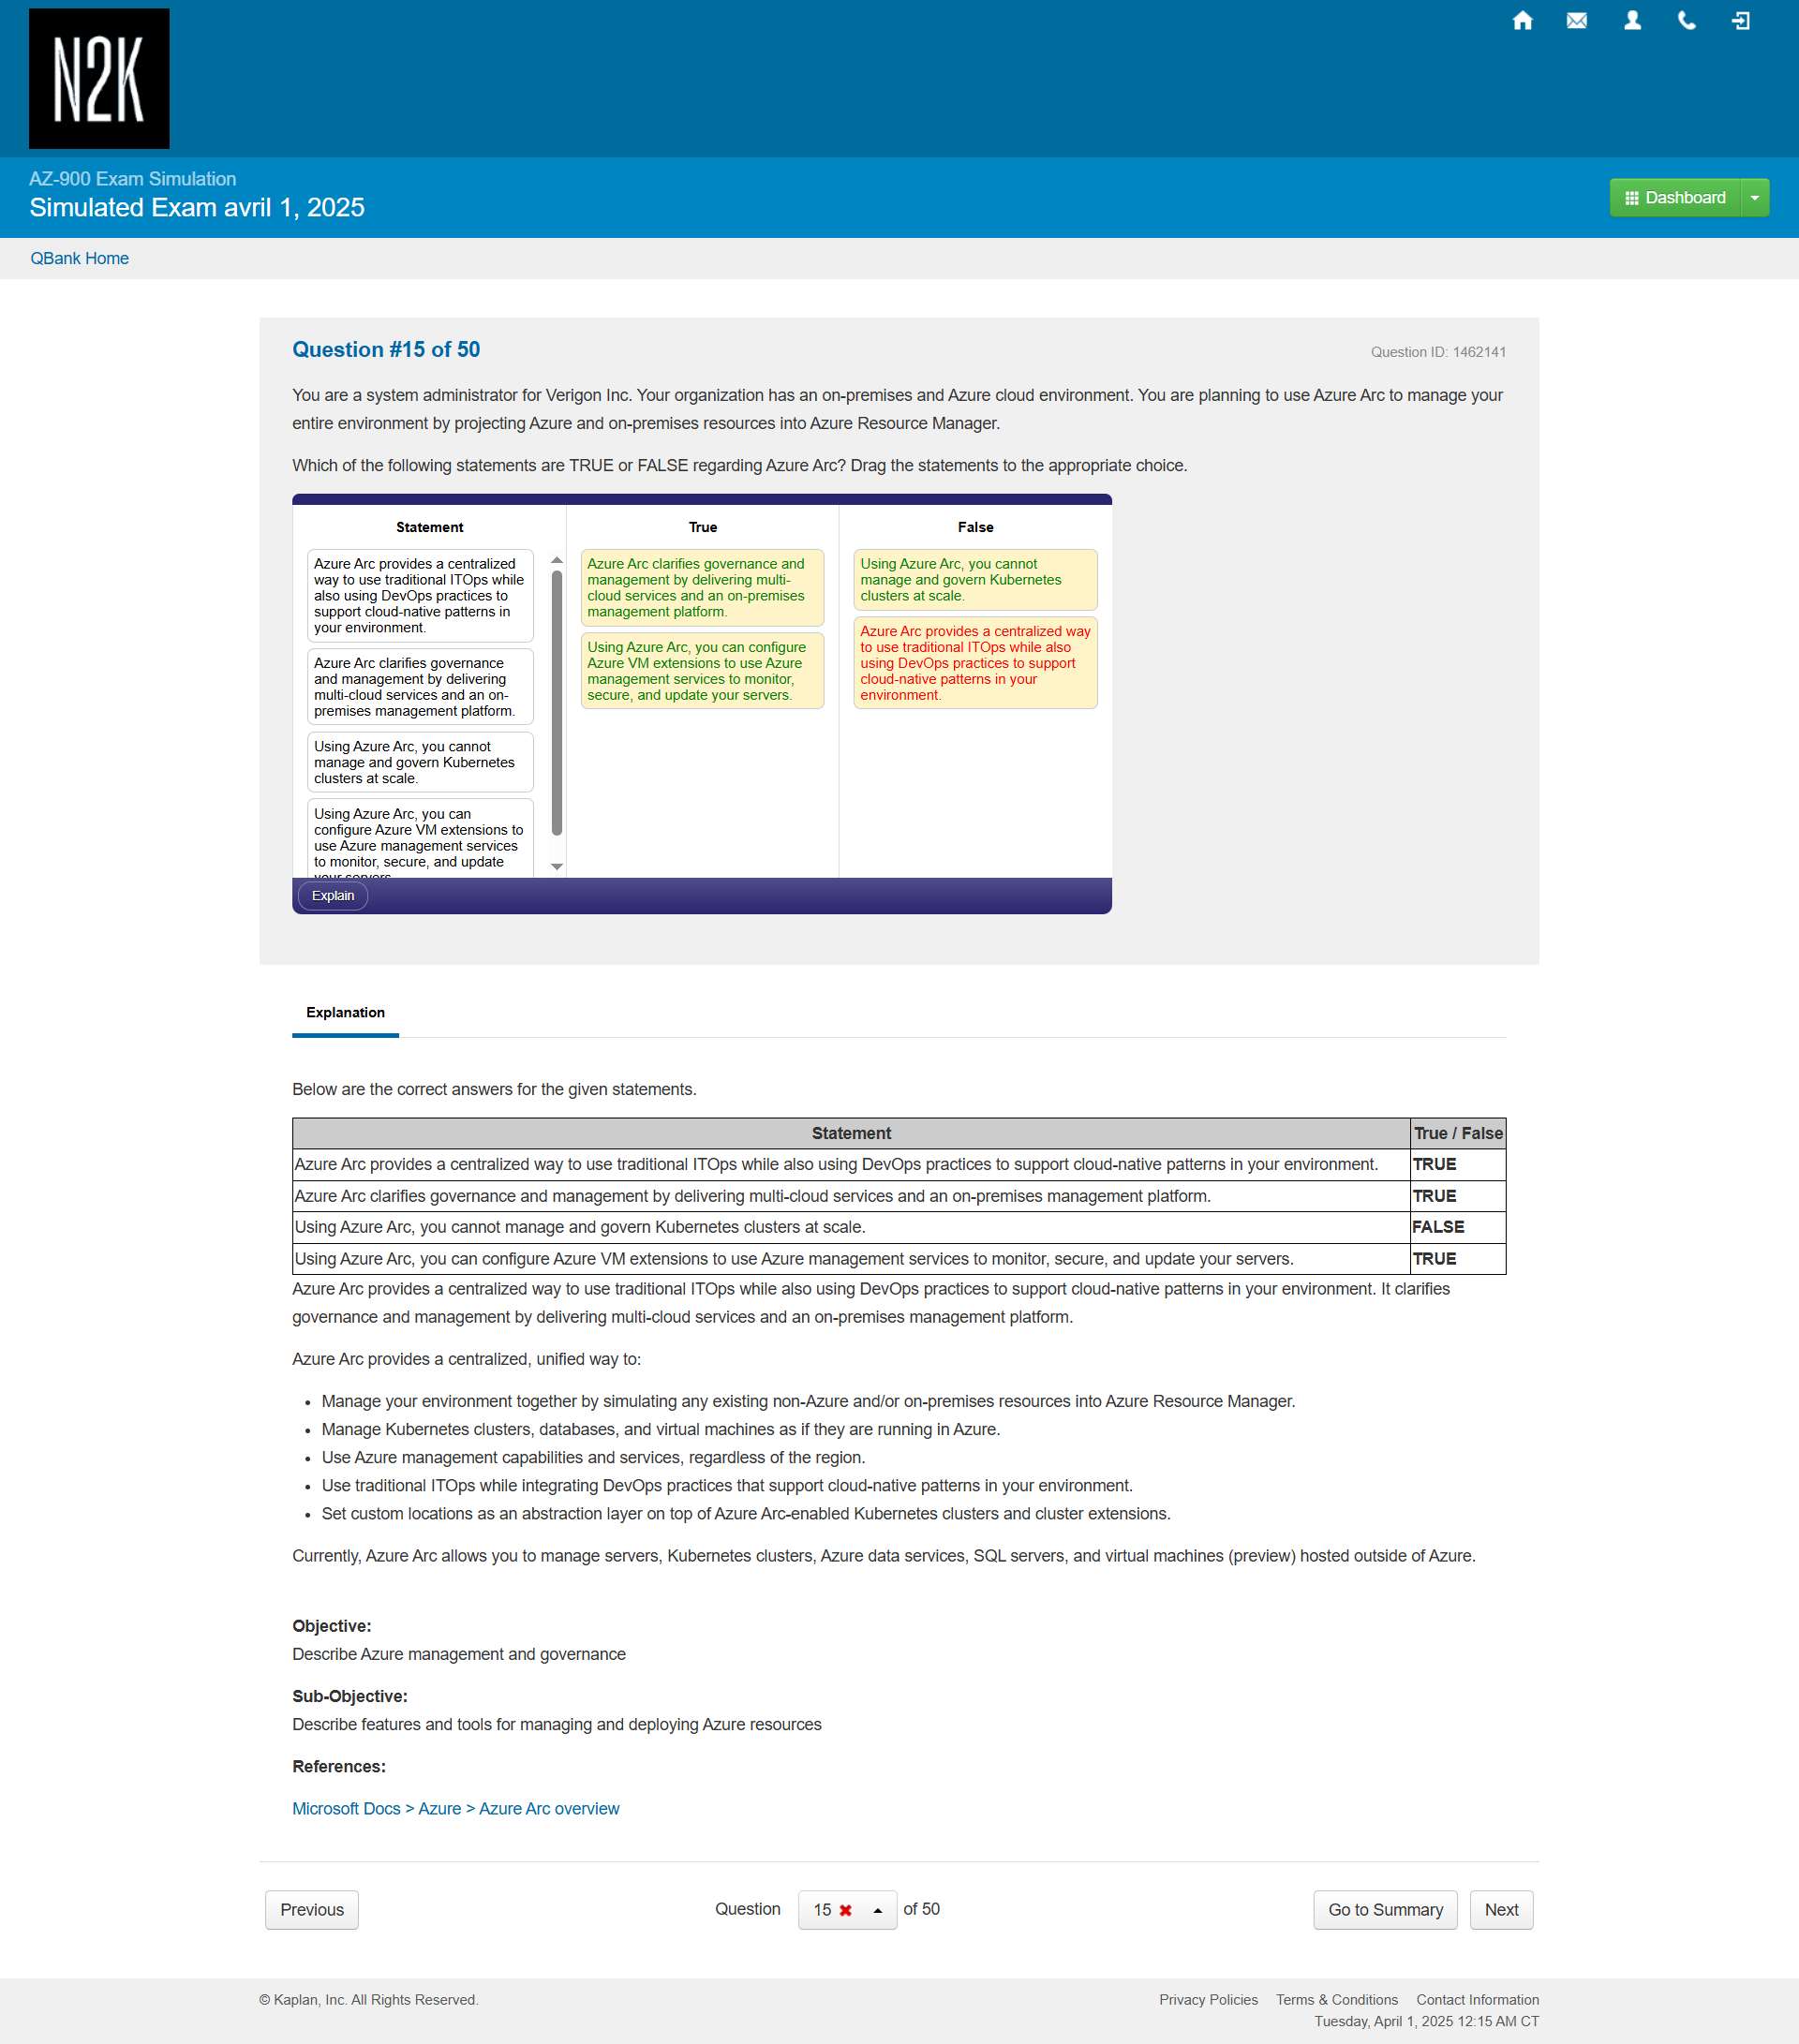 N2K
AZ-900 Exam Simulation
Simulated Exam avril 1, 2025
Dashboard
QBank Home
Question #15 of 50
Question ID: 1462141
You are a system administrator for Verigon Inc. Your organization has an on-premises and Azure cloud environment. You are planning to use Azure Arc to manage your
entire environment by projecting Azure and on-premises resources into Azure Resource Manager.
Which of the following statements are TRUE or FALSE regarding Azure Arc? Drag the statements to the appropriate choice.
Statement
Azure Arc provides a centralized
way to use traditional ITOps while
also using DevOps practices to
support cloud-native patterns in
your environment.
Azure Arc clarifies governance
and management by delivering
multi-cloud services and an on-
premises management platform.
Using Azure Arc, you cannot
manage and govern Kubernetes
clusters at scale.
Using Azure Arc, you can
configure Azure VM extensions to
use Azure management services
to monitor, secure, and update
your servers.
True
Azure Arc clarifies governance and
management by delivering multi-
cloud services and an on-premises
management platform.
Using Azure Arc, you can configure
Azure VM extensions to use Azure
management services to monitor,
secure, and update your servers.
False
Using Azure Arc, you cannot
manage and govern Kubernetes
clusters at scale.
Azure Arc provides a centralized way
to use traditional ITOps while also
using DevOps practices to support
cloud-native patterns in your
environment.
Explain
Explanation
Below are the correct answers for the given statements.
Statement True / False
Azure Arc provides a centralized way to use traditional ITOps while also using DevOps practices to support cloud-native patterns in your environment. TRUE
Azure Arc clarifies governance and management by delivering multi-cloud services and an on-premises management platform. TRUE
Using Azure Arc, you cannot manage and govern Kubernetes clusters at scale. FALSE
Using Azure Arc, you can configure Azure VM extensions to use Azure management services to monitor, secure, and update your servers. TRUE
Azure Arc provides a centralized way to use traditional ITOps while also using DevOps practices to support cloud-native patterns in your environment. It clarifies
governance and management by delivering multi-cloud services and an on-premises management platform.
Azure Arc provides a centralized, unified way to:
• Manage your environment together by simulating any existing non-Azure and/or on-premises resources into Azure Resource Manager.
• Manage Kubernetes clusters, databases, and virtual machines as if they are running in Azure.
• Use Azure management capabilities and services, regardless of the region.
• Use traditional ITOps while integrating DevOps practices that support cloud-native patterns in your environment.
• Set custom locations as an abstraction layer on top of Azure Arc-enabled Kubernetes clusters and cluster extensions.
Currently, Azure Arc allows you to manage servers, Kubernetes clusters, Azure data services, SQL servers, and virtual machines (preview) hosted outside of Azure.
Objective:
Describe Azure management and governance
Sub-Objective:
Describe features and tools for managing and deploying Azure resources
References:
Microsoft Docs > Azure > Azure Arc overview
Previous
Question 15 of 50
Go to Summary
Next
© Kaplan, Inc. All Rights Reserved.
Privacy Policies Terms & Conditions Contact Information
Tuesday, April 1, 2025 12:15 AM CT